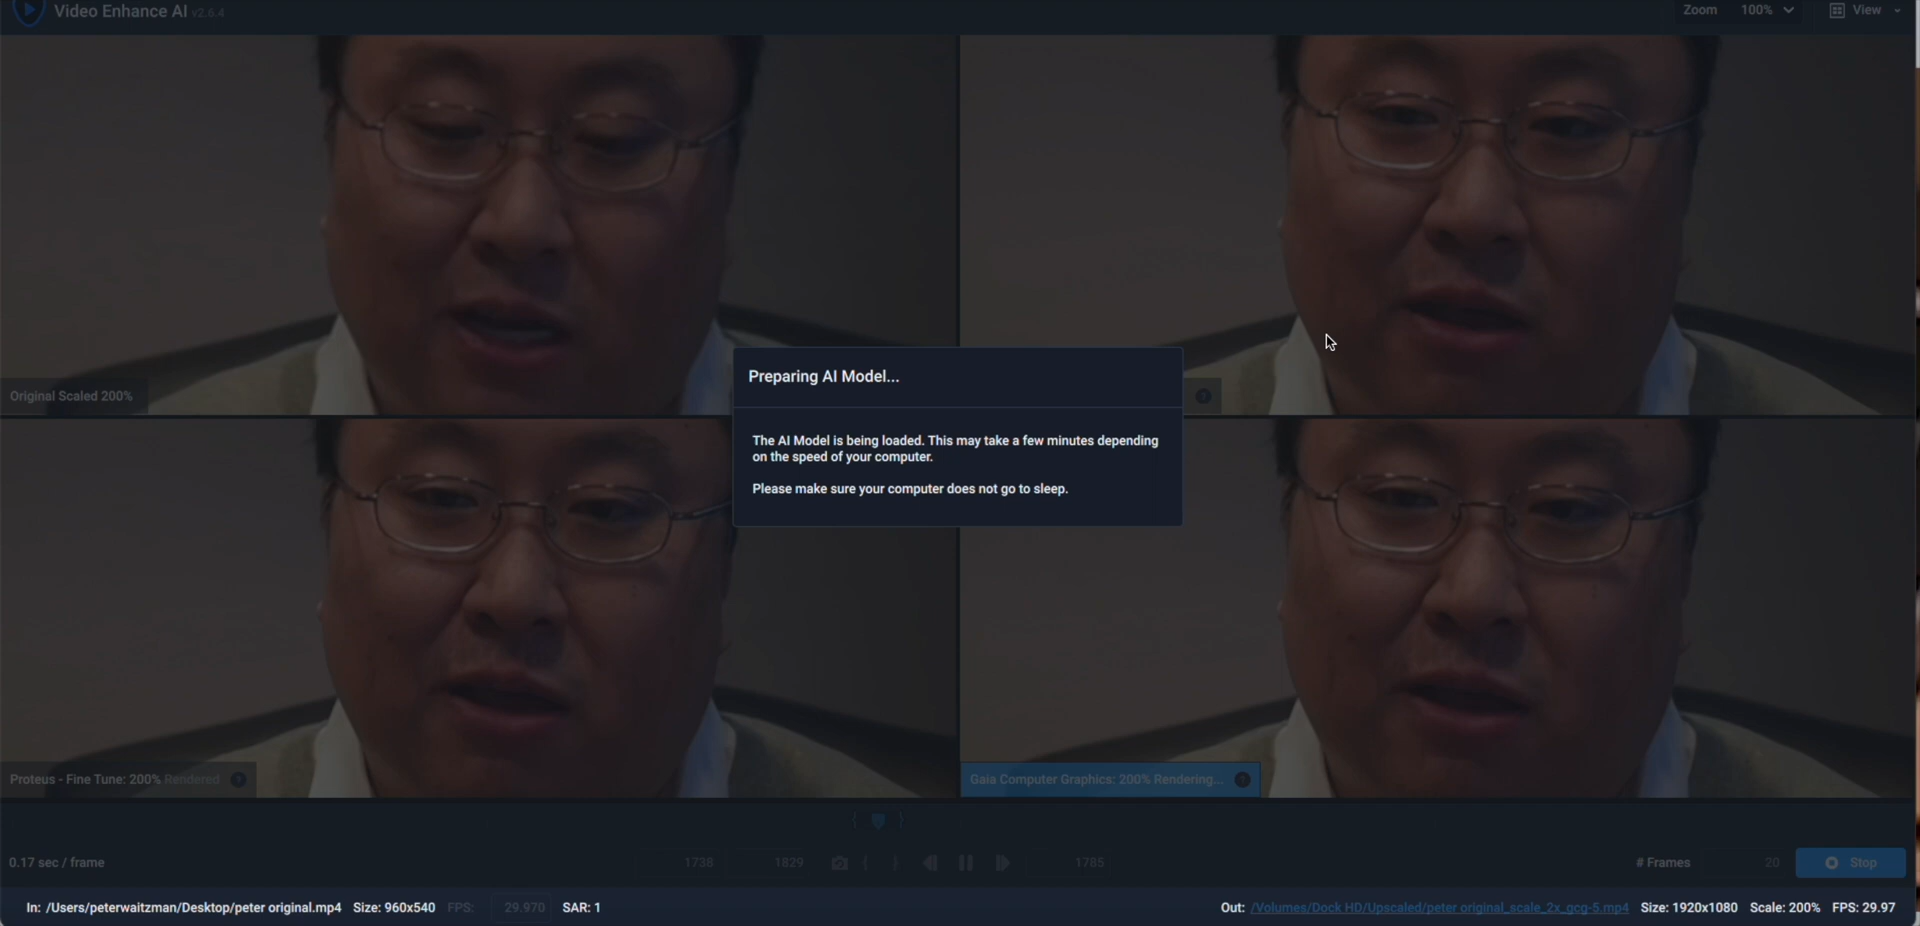 Video Enhance AI v2.6.4
Zoom 100% View
Original Scaled 200%
Preparing AI Model...
The AI Model is being loaded. This may take a few minutes depending
on the speed of your computer.
Please make sure your computer does not go to sleep.
Proteus - Fine Tune: 200% Rendered
Gaia Computer Graphics: 200% Rendering...
0.17 sec / frame
1738 1829 { } 1785
# Frames 20 Stop
In: /Users/peterwaitzman/Desktop/peter original.mp4 Size: 960x540 FPS: 29.970 SAR: 1
Out: /Volumes/Dock HD/Upscaled/peter original_scale_2x_gcg-5.mp4 Size: 1920x1080 Scale: 200% FPS: 29.97